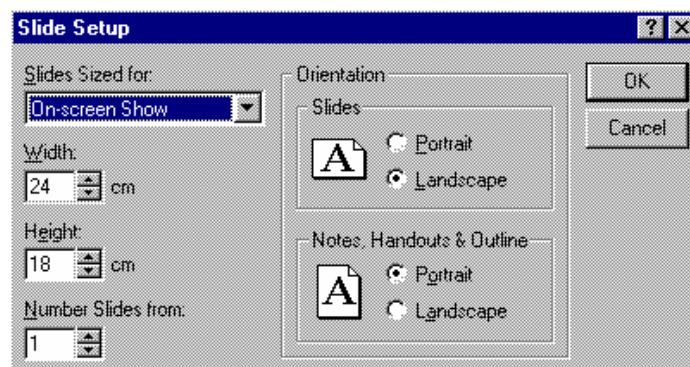 Slide Setup
Slides Sized for:
On-screen Show
Width:
24 cm
Height:
18 cm
Number Slides from:
1
Orientation
Slides
A
Portrait
Landscape
Notes, Handouts & Outline
A
Portrait
Landscape
OK
Cancel